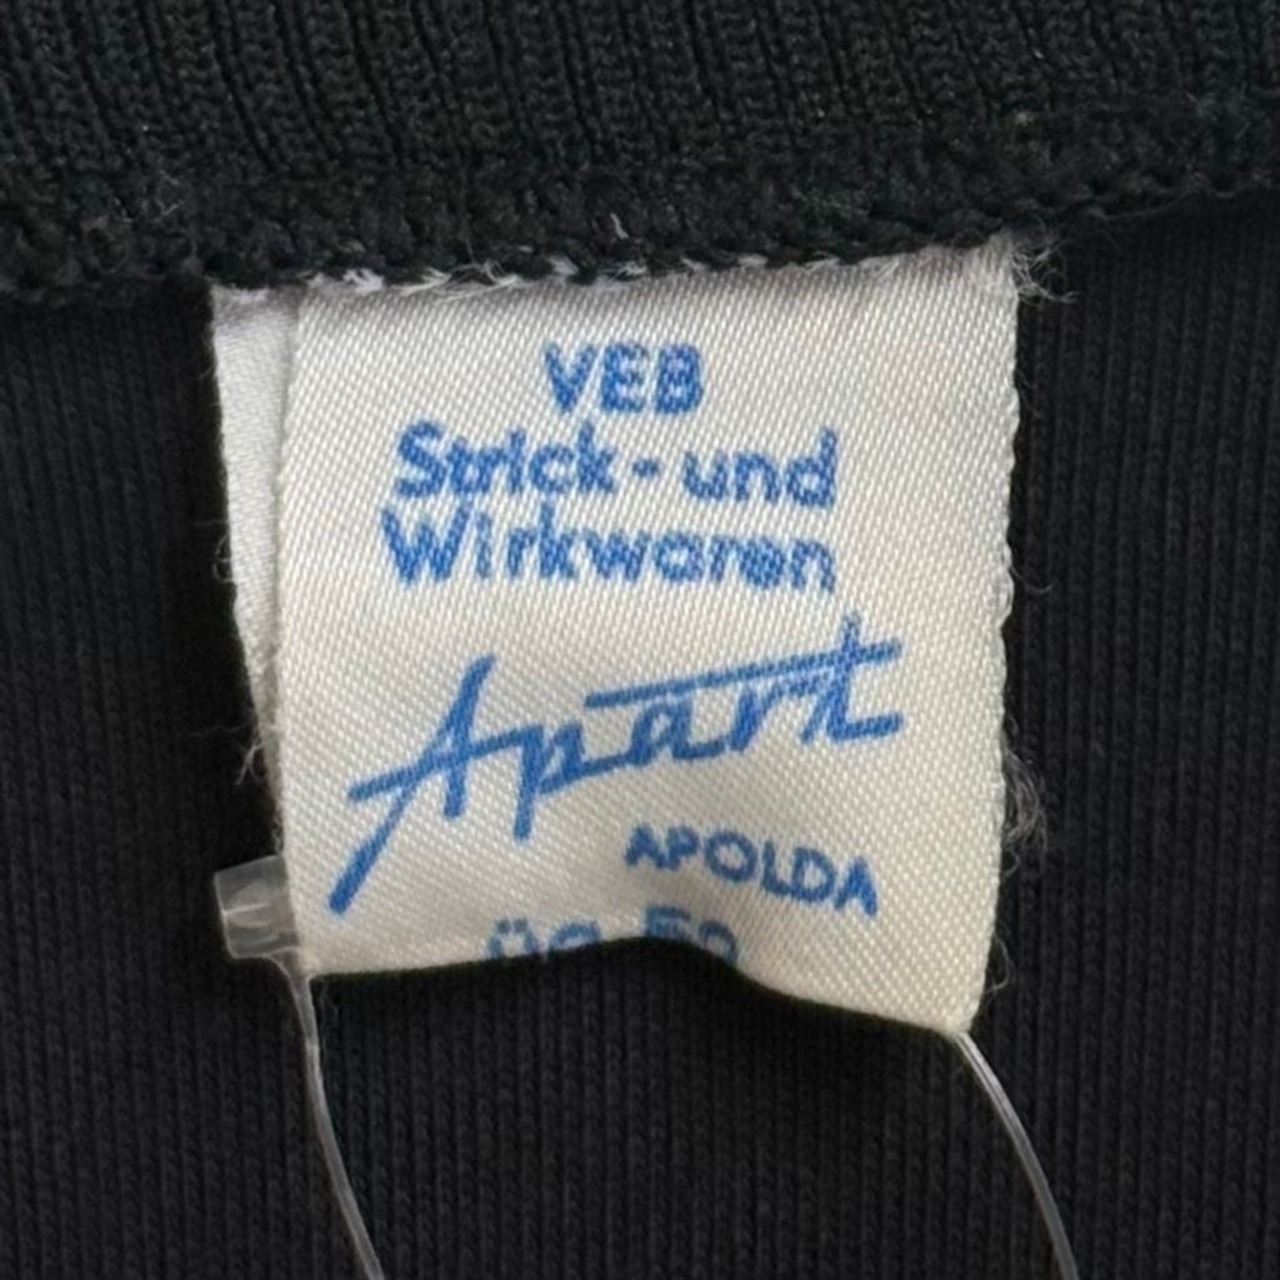 VEB
Strick - und
Wirkwaren
Apart
APOLDA